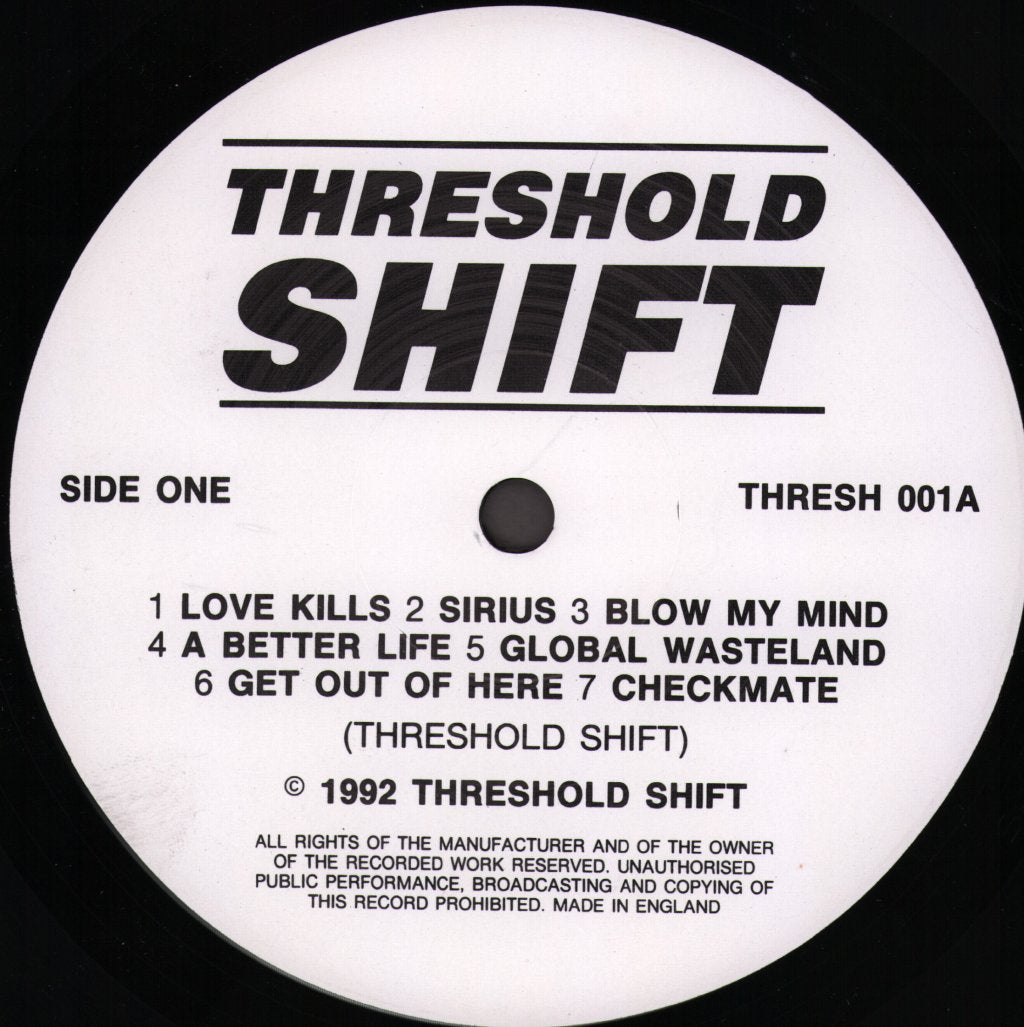 THRESHOLD
SHIFT
SIDE ONE
THRESH 001A
1 LOVE KILLS 2 SIRIUS 3 BLOW MY MIND
4 A BETTER LIFE 5 GLOBAL WASTELAND
6 GET OUT OF HERE 7 CHECKMATE
(THRESHOLD SHIFT)
© 1992 THRESHOLD SHIFT
ALL RIGHTS OF THE MANUFACTURER AND OF THE OWNER
OF THE RECORDED WORK RESERVED. UNAUTHORISED
PUBLIC PERFORMANCE, BROADCASTING AND COPYING OF
THIS RECORD PROHIBITED. MADE IN ENGLAND